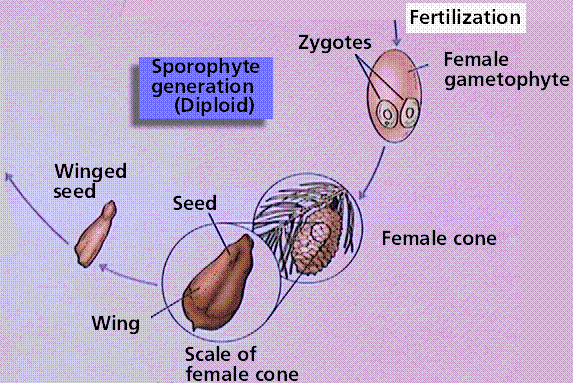 Fertilization
Zygotes
Female
gametophyte
Sporophyte
generation
(Diploid)
Winged
seed
Seed
Female cone
Wing
Scale of
female cone